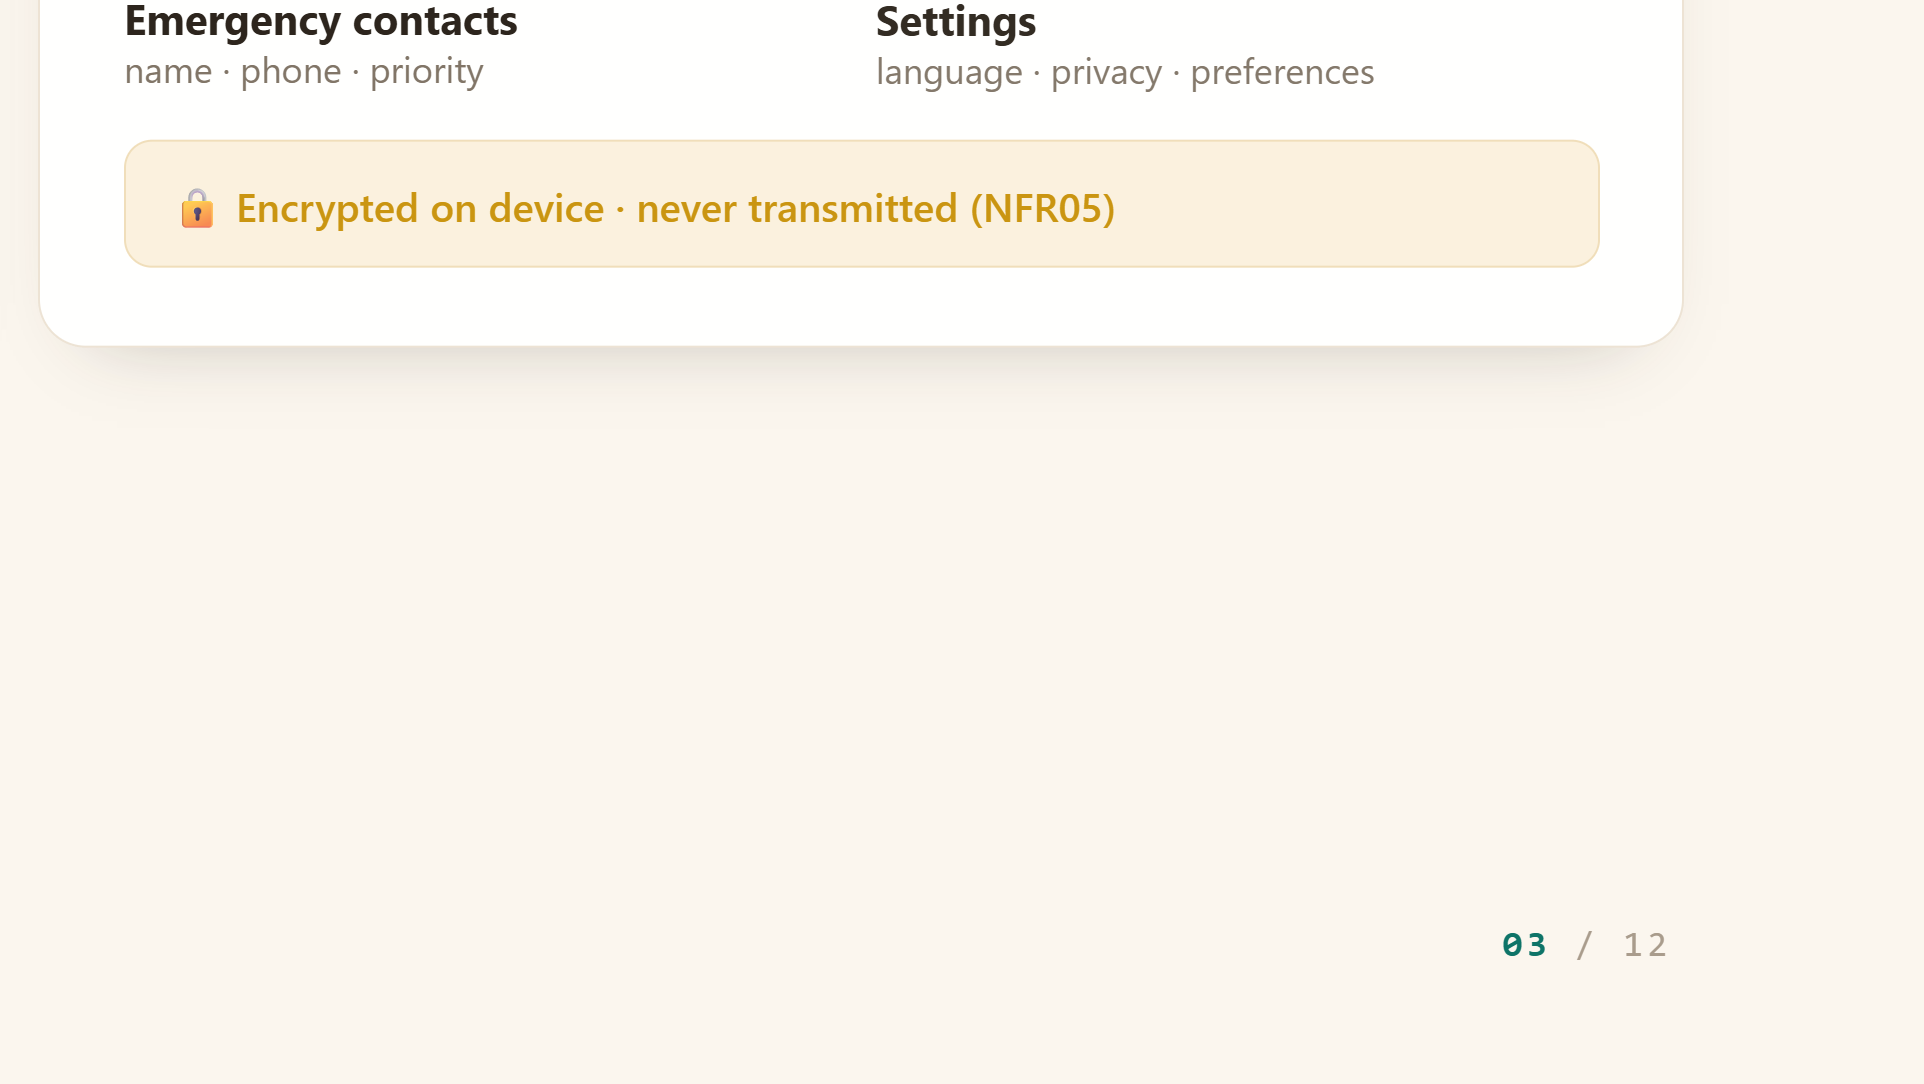 Emergency contacts
name · phone · priority
Settings
language · privacy · preferences
🔒 Encrypted on device · never transmitted (NFR05)
03 / 12